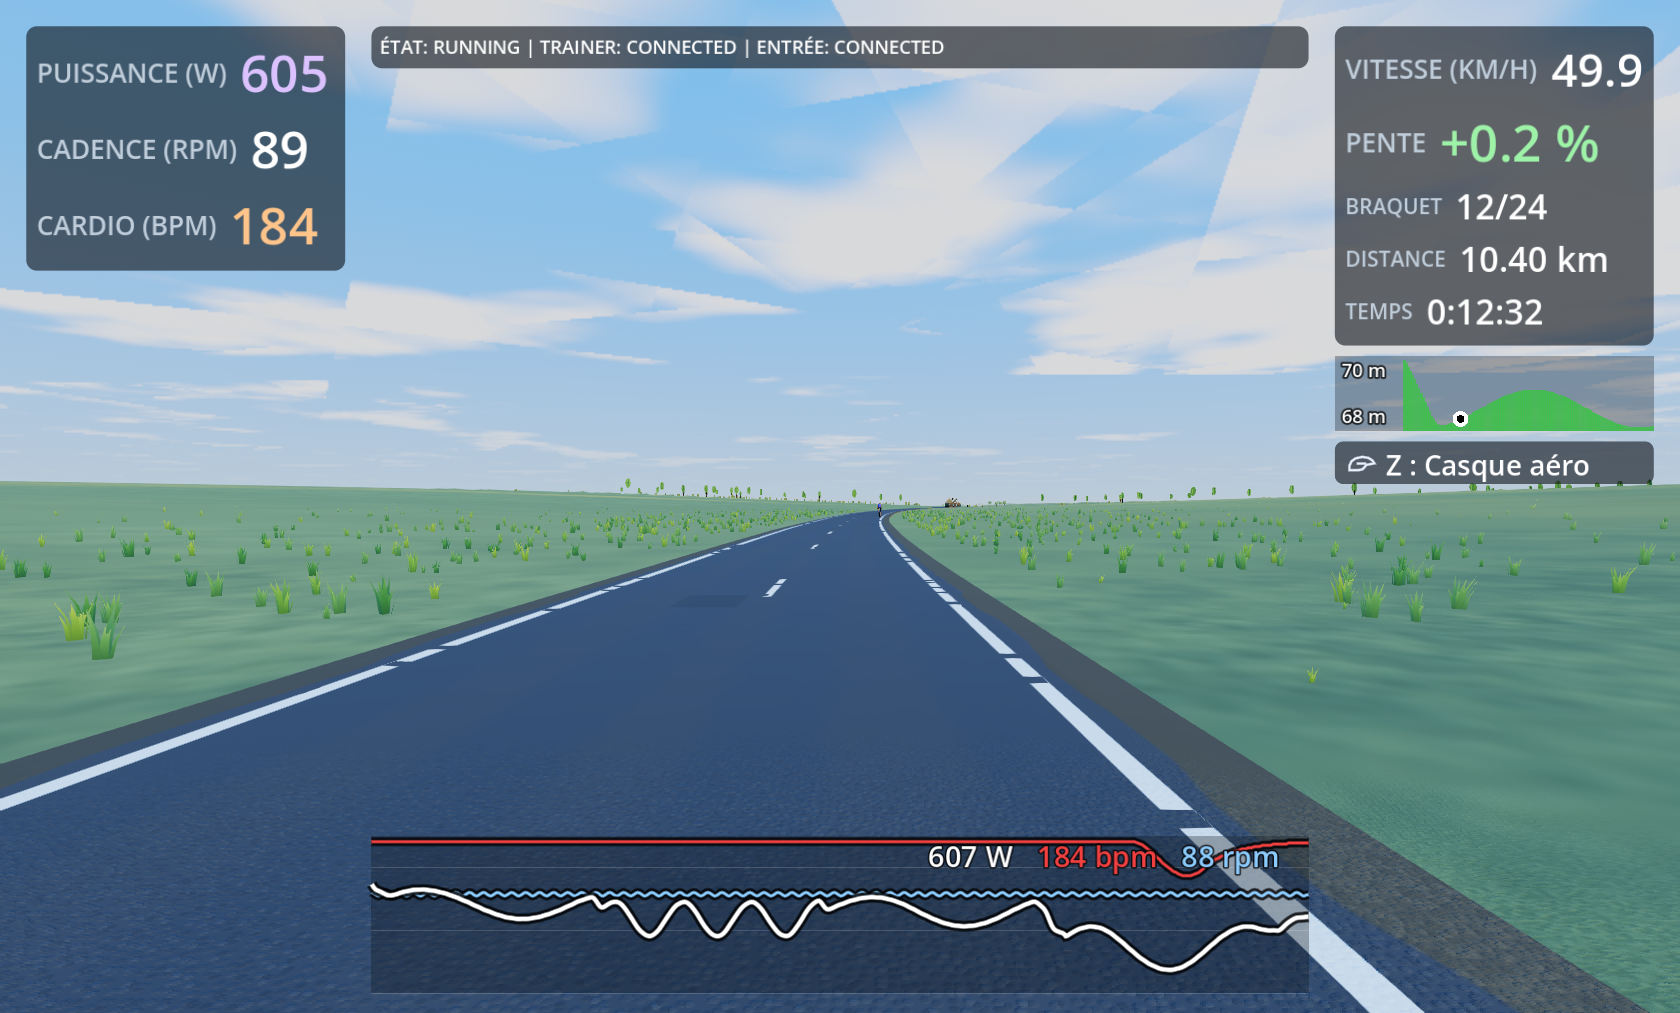 PUISSANCE (W) 605
CADENCE (RPM) 89
CARDIO (BPM) 184
ÉTAT: RUNNING | TRAINER: CONNECTED | ENTRÉE: CONNECTED
VITESSE (KM/H) 49.9
PENTE +0.2 %
BRAQUET 12/24
DISTANCE 10.40 km
TEMPS 0:12:32
70 m
68 m
Z : Casque aéro
607 W 184 bpm 88 rpm